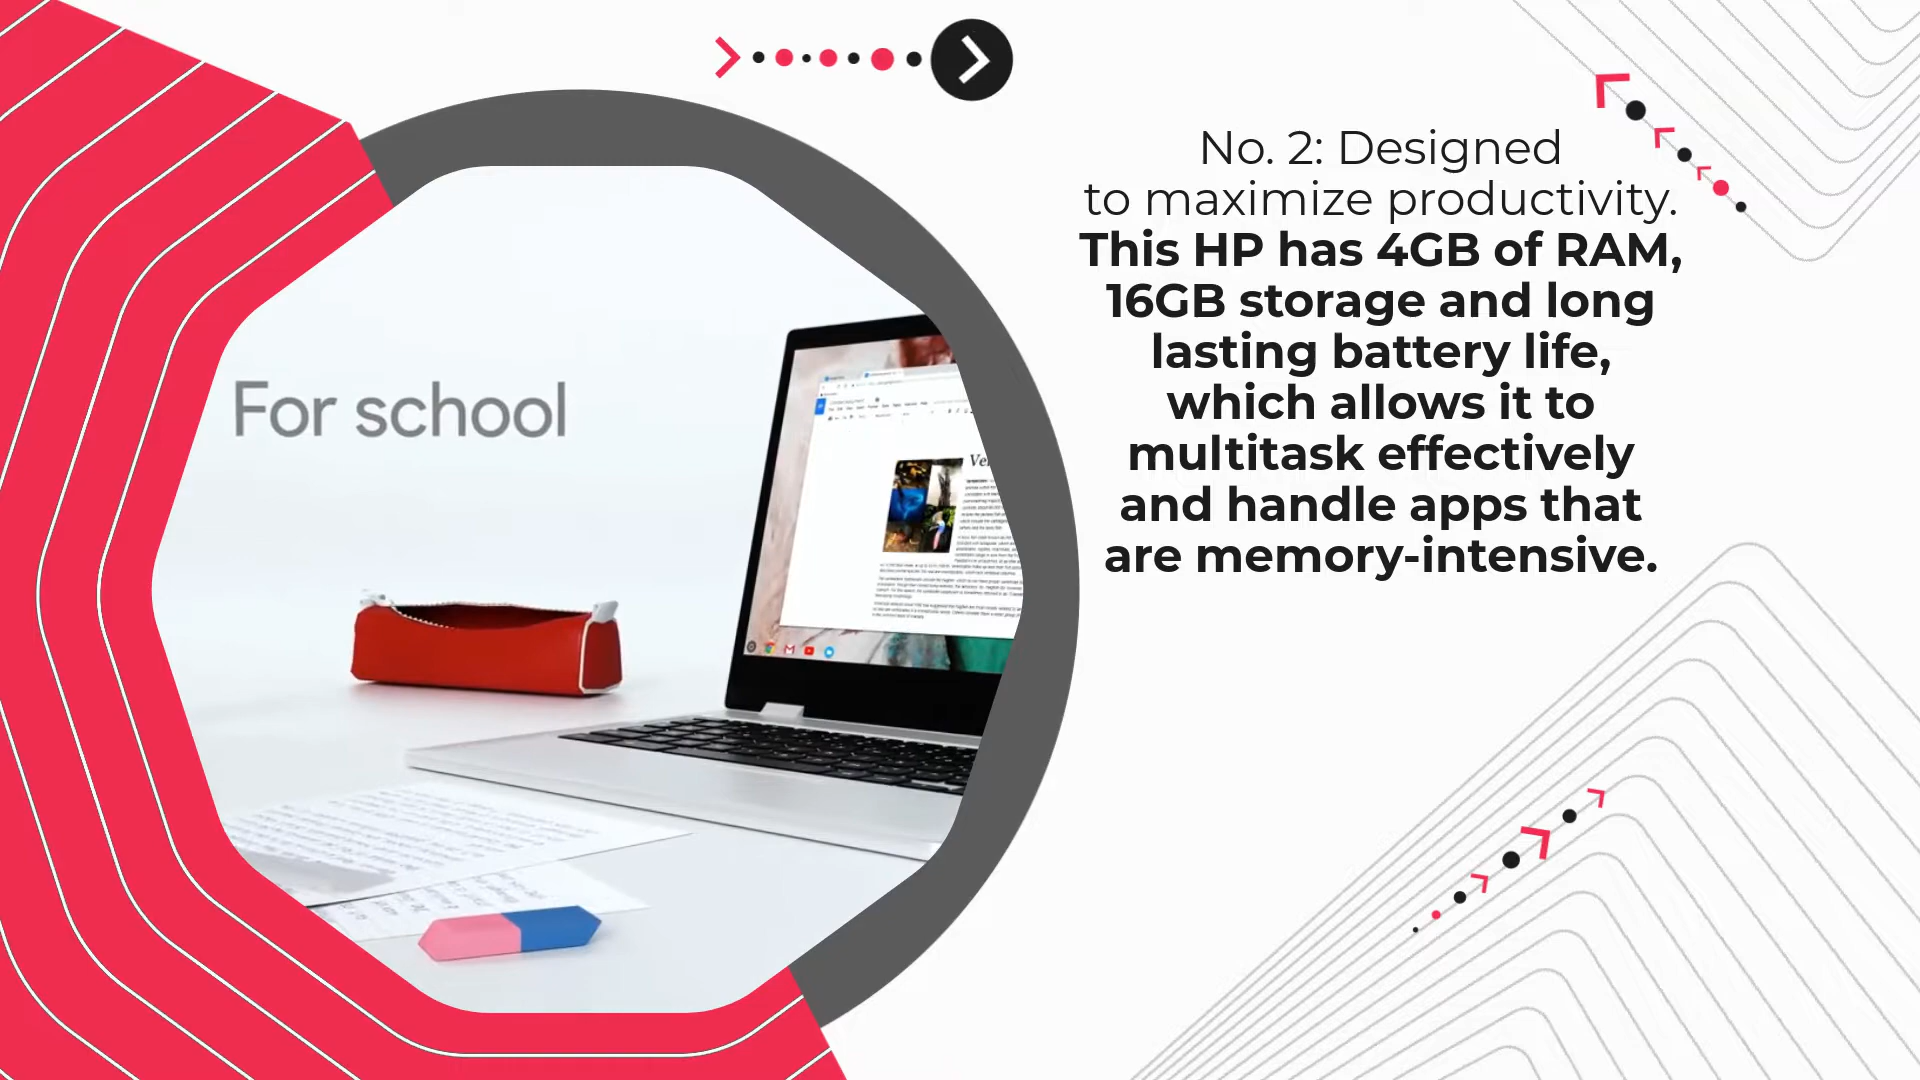 No. 2: Designed
to maximize productivity.
This HP has 4GB of RAM,
16GB storage and long
lasting battery life,
which allows it to
multitask effectively
and handle apps that
are memory-intensive.
For school